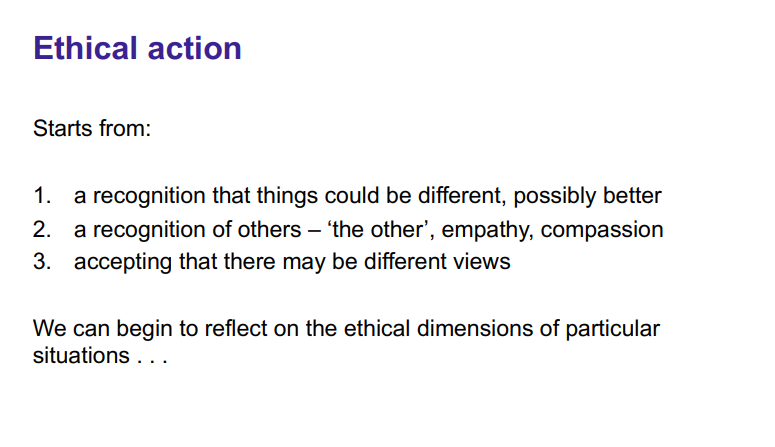 Ethical action
Starts from:
1. a recognition that things could be different, possibly better
2. a recognition of others – ‘the other’, empathy, compassion
3. accepting that there may be different views
We can begin to reflect on the ethical dimensions of particular
situations . . .